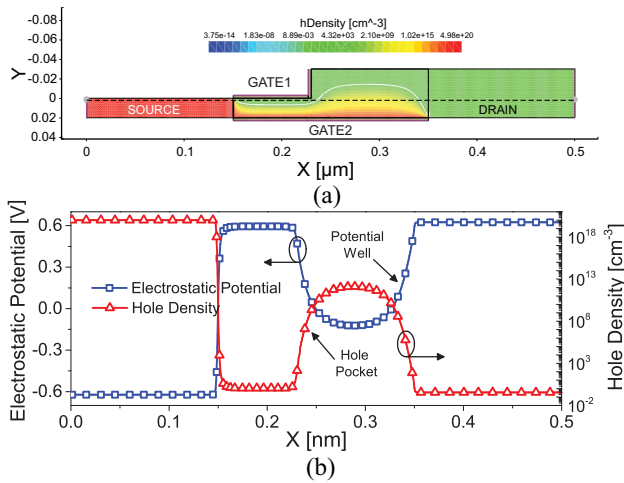 hDensity [cm^-3]
3.75e-14 1.83e-08 8.89e-03 4.32e+03 2.10e+09 1.02e+15 4.98e+20
Y
-0.08
-0.06
-0.04
-0.02
0
0.02
0.04
GATE1
SOURCE
DRAIN
GATE2
0 0.1 0.2 0.3 0.4 0.5
X [µm]
(a)
Electrostatic Potential [V]
0.6
0.3
0.0
-0.3
-0.6
Electrostatic Potential
Hole Density
Potential
Well
Hole
Pocket
10^18
10^13
10^8
10^3
10^-2
Hole Density [cm^-3]
0.0 0.1 0.2 0.3 0.4 0.5
X [nm]
(b)